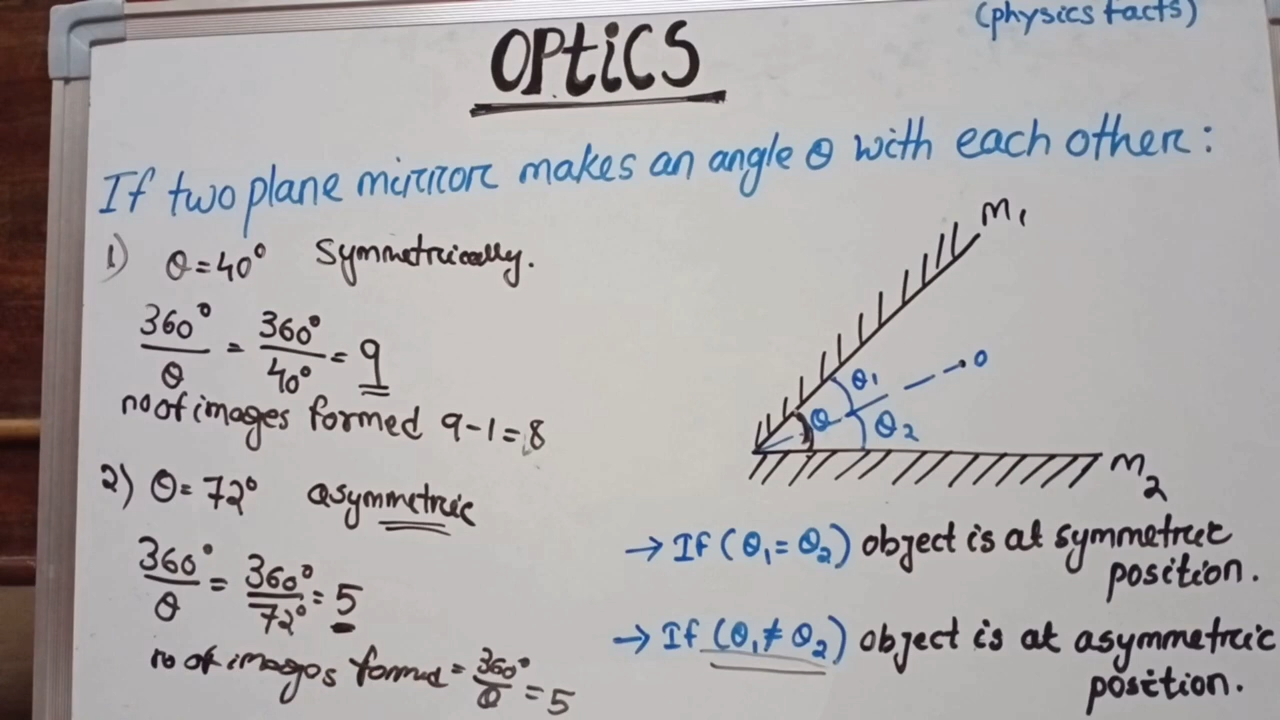 (physics facts)
OPtiCS
If two plane mirror makes an angle θ with each other:
1) θ=40° Symmetrically.
360°/θ = 360°/40° = 9
no of images formed 9-1=8
2) θ=72° asymmetric
360°/θ = 360°/72° = 5
no of images formed = 360°/θ = 5
M₁
θ₁
O
θ
θ₂
M₂
→ If (θ₁=θ₂) object is at symmetric
position.
→ If (θ₁≠θ₂) object is at asymmetric
position.